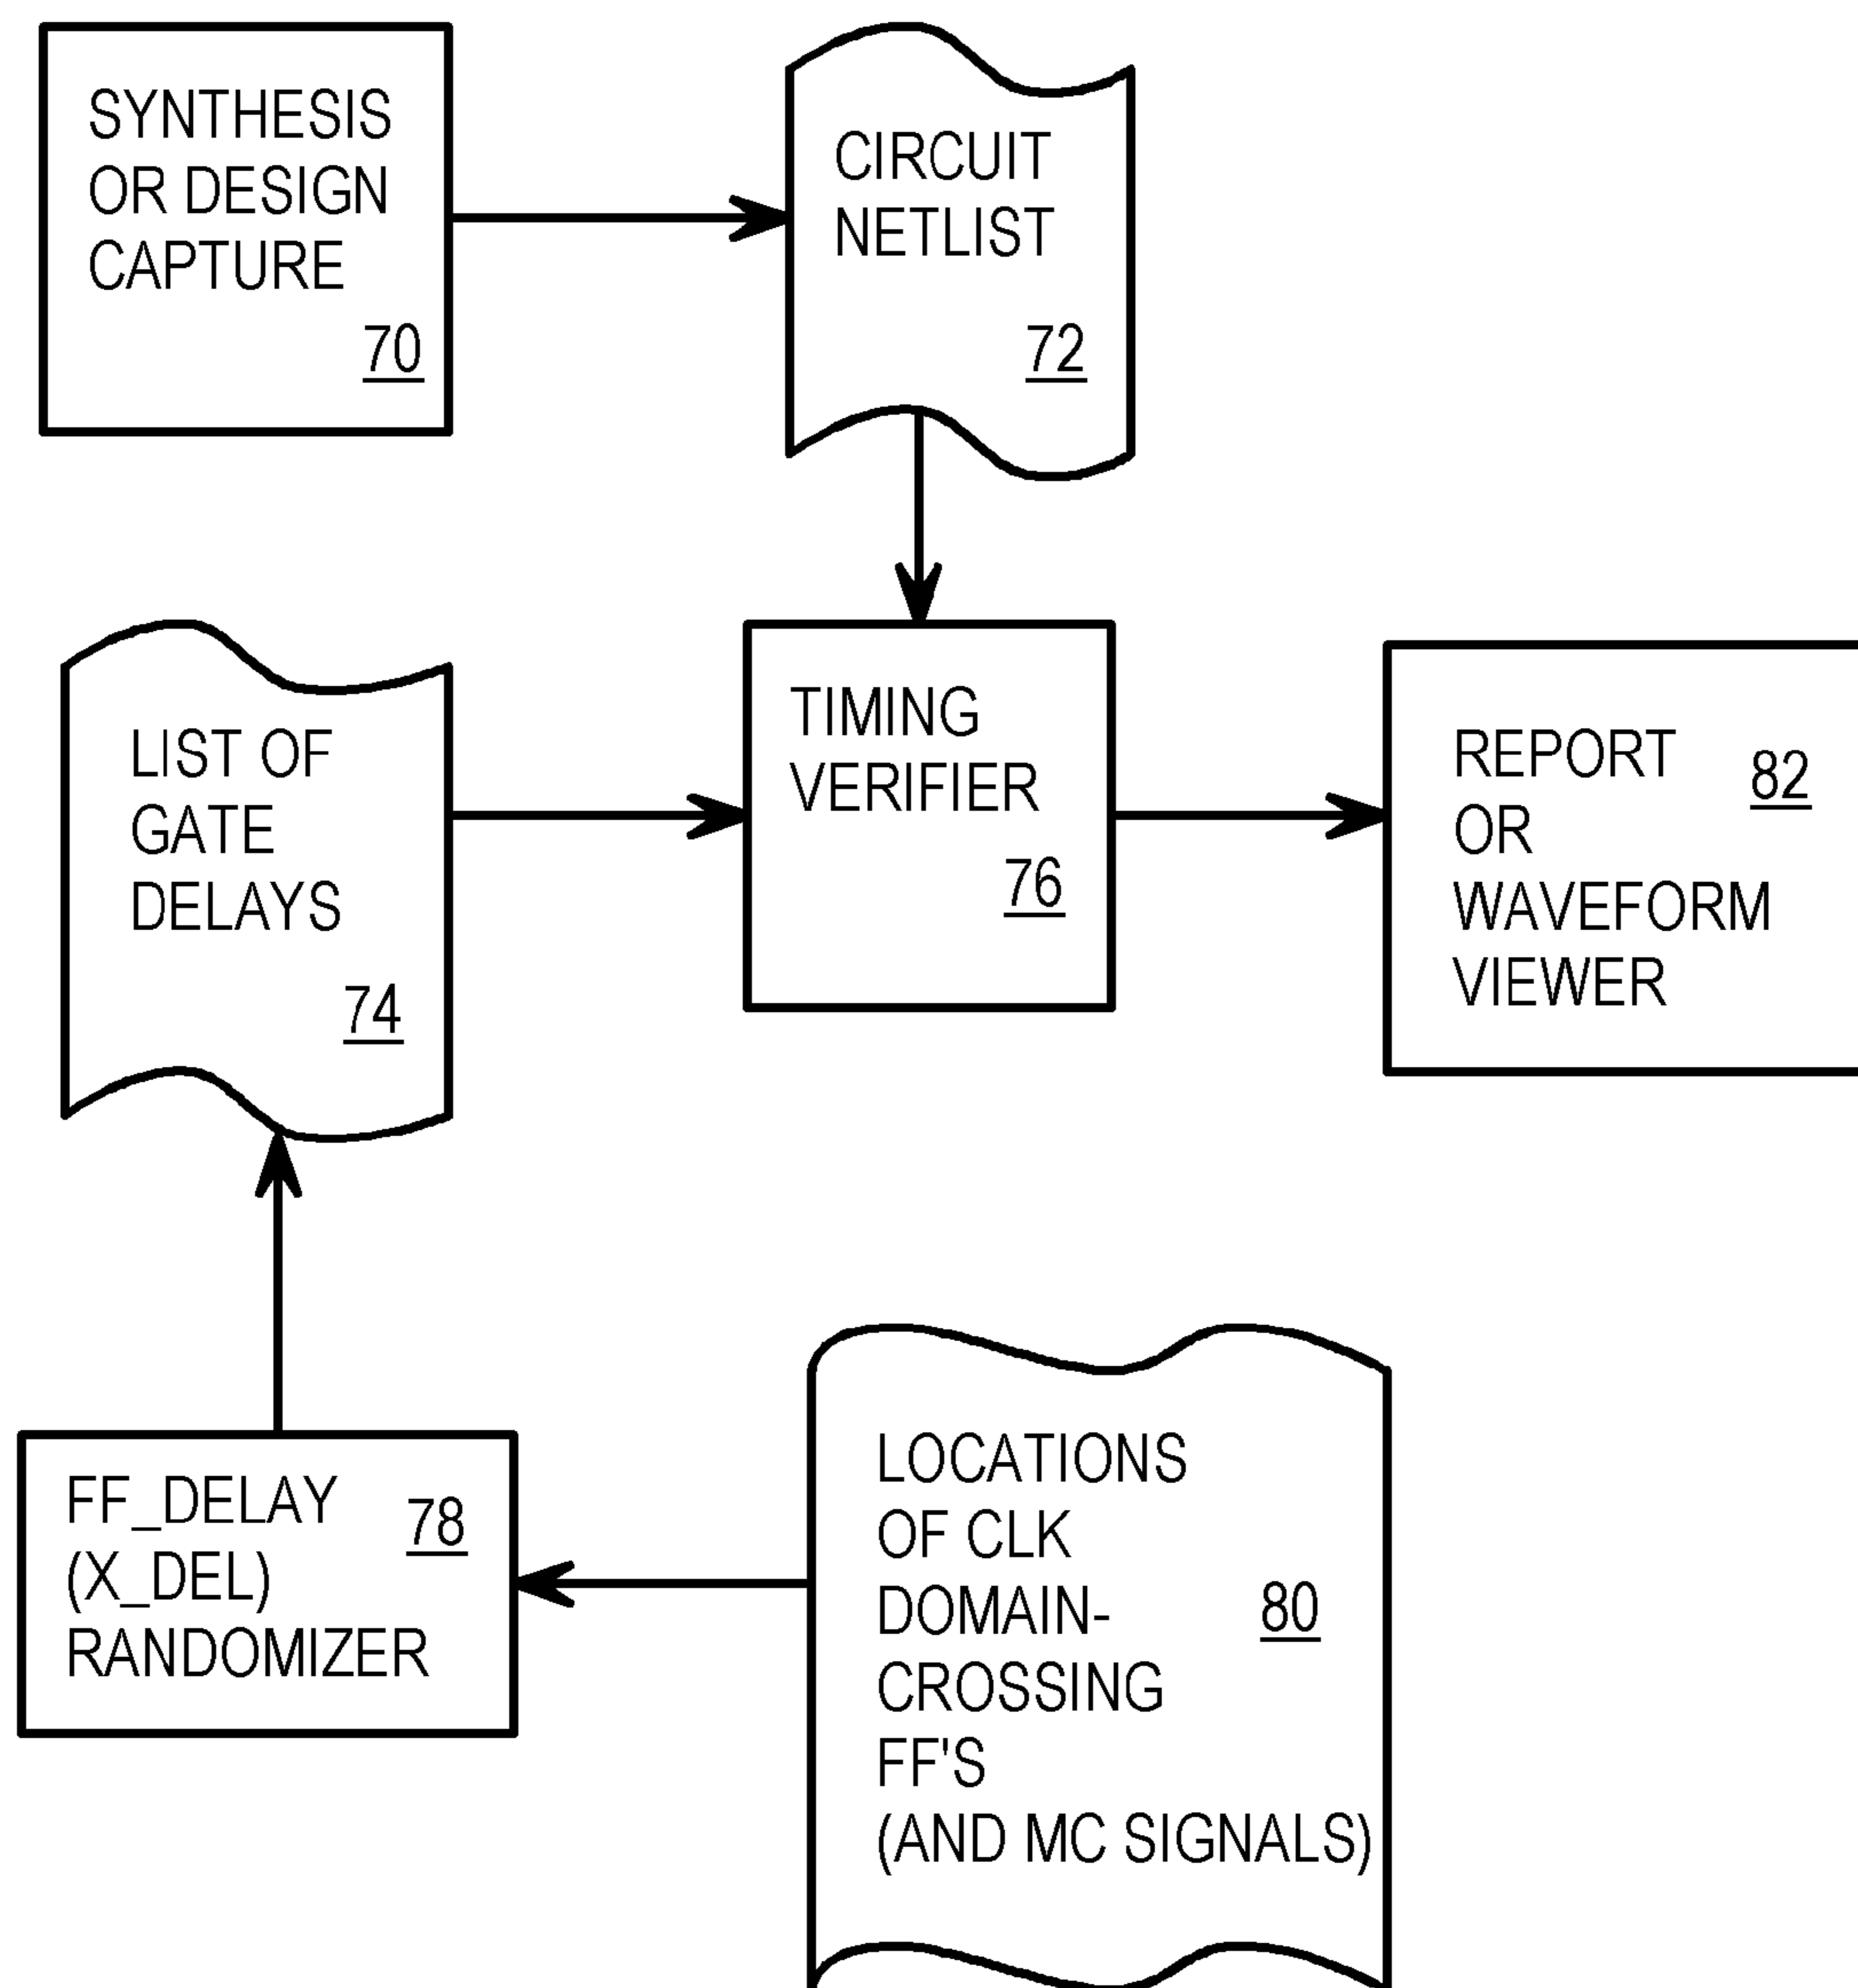 SYNTHESIS
OR DESIGN
CAPTURE
70
CIRCUIT
NETLIST
72
LIST OF
GATE
DELAYS
74
TIMING
VERIFIER
76
REPORT
OR
WAVEFORM
VIEWER
82
FF_DELAY
(X_DEL)
RANDOMIZER
78
LOCATIONS
OF CLK
DOMAIN-
CROSSING
FF'S
(AND MC SIGNALS)
80